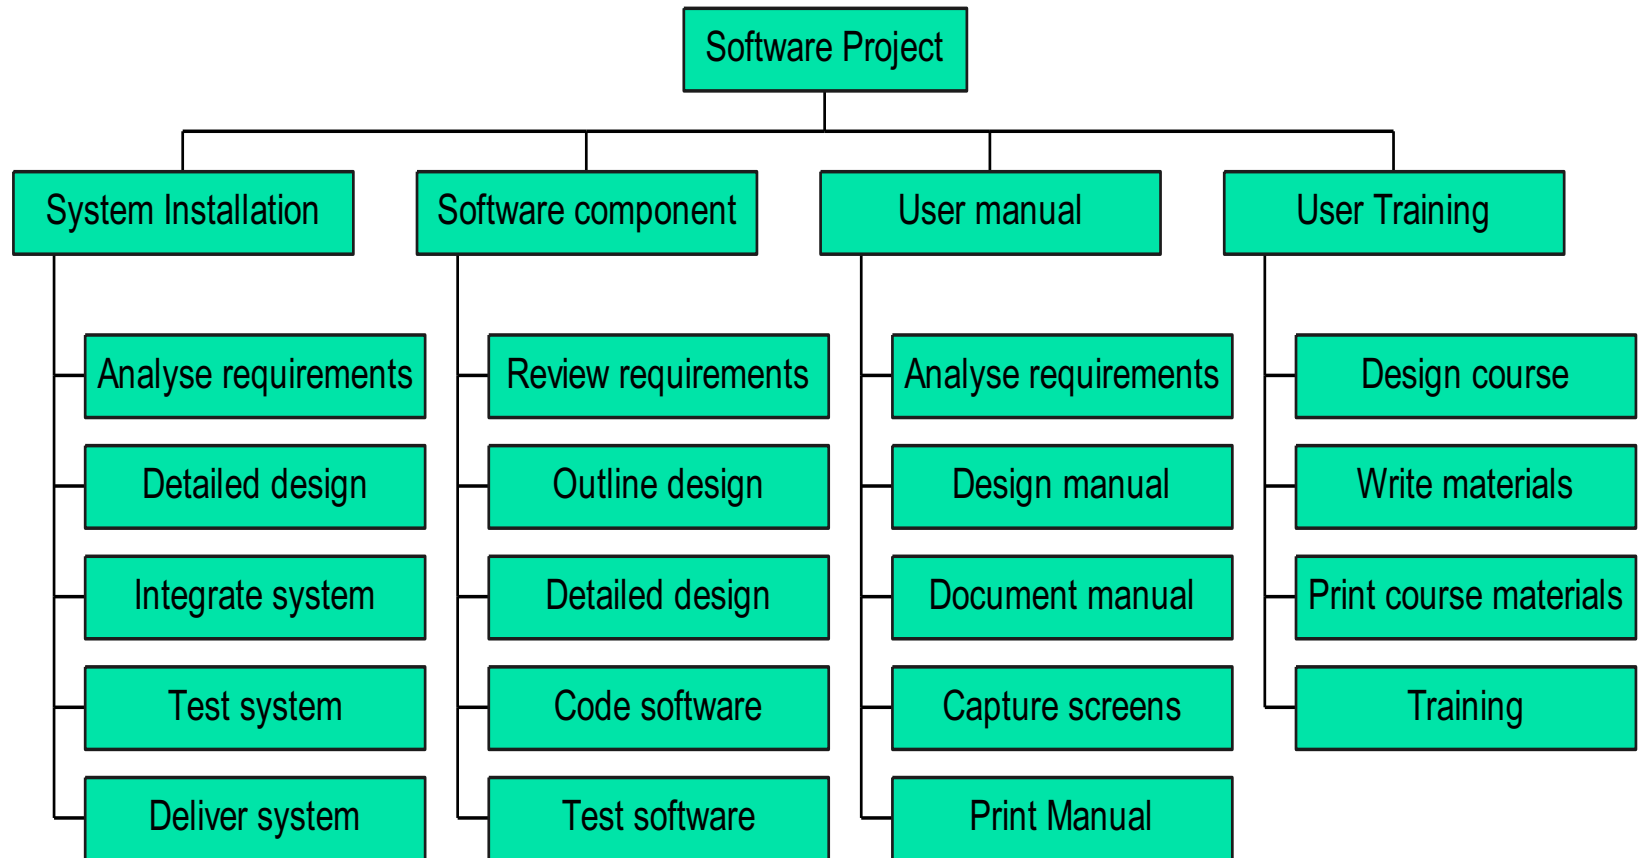 Software Project
System Installation
Software component
User manual
User Training
Analyse requirements
Review requirements
Analyse requirements
Design course
Detailed design
Outline design
Design manual
Write materials
Integrate system
Detailed design
Document manual
Print course materials
Test system
Code software
Capture screens
Training
Deliver system
Test software
Print Manual